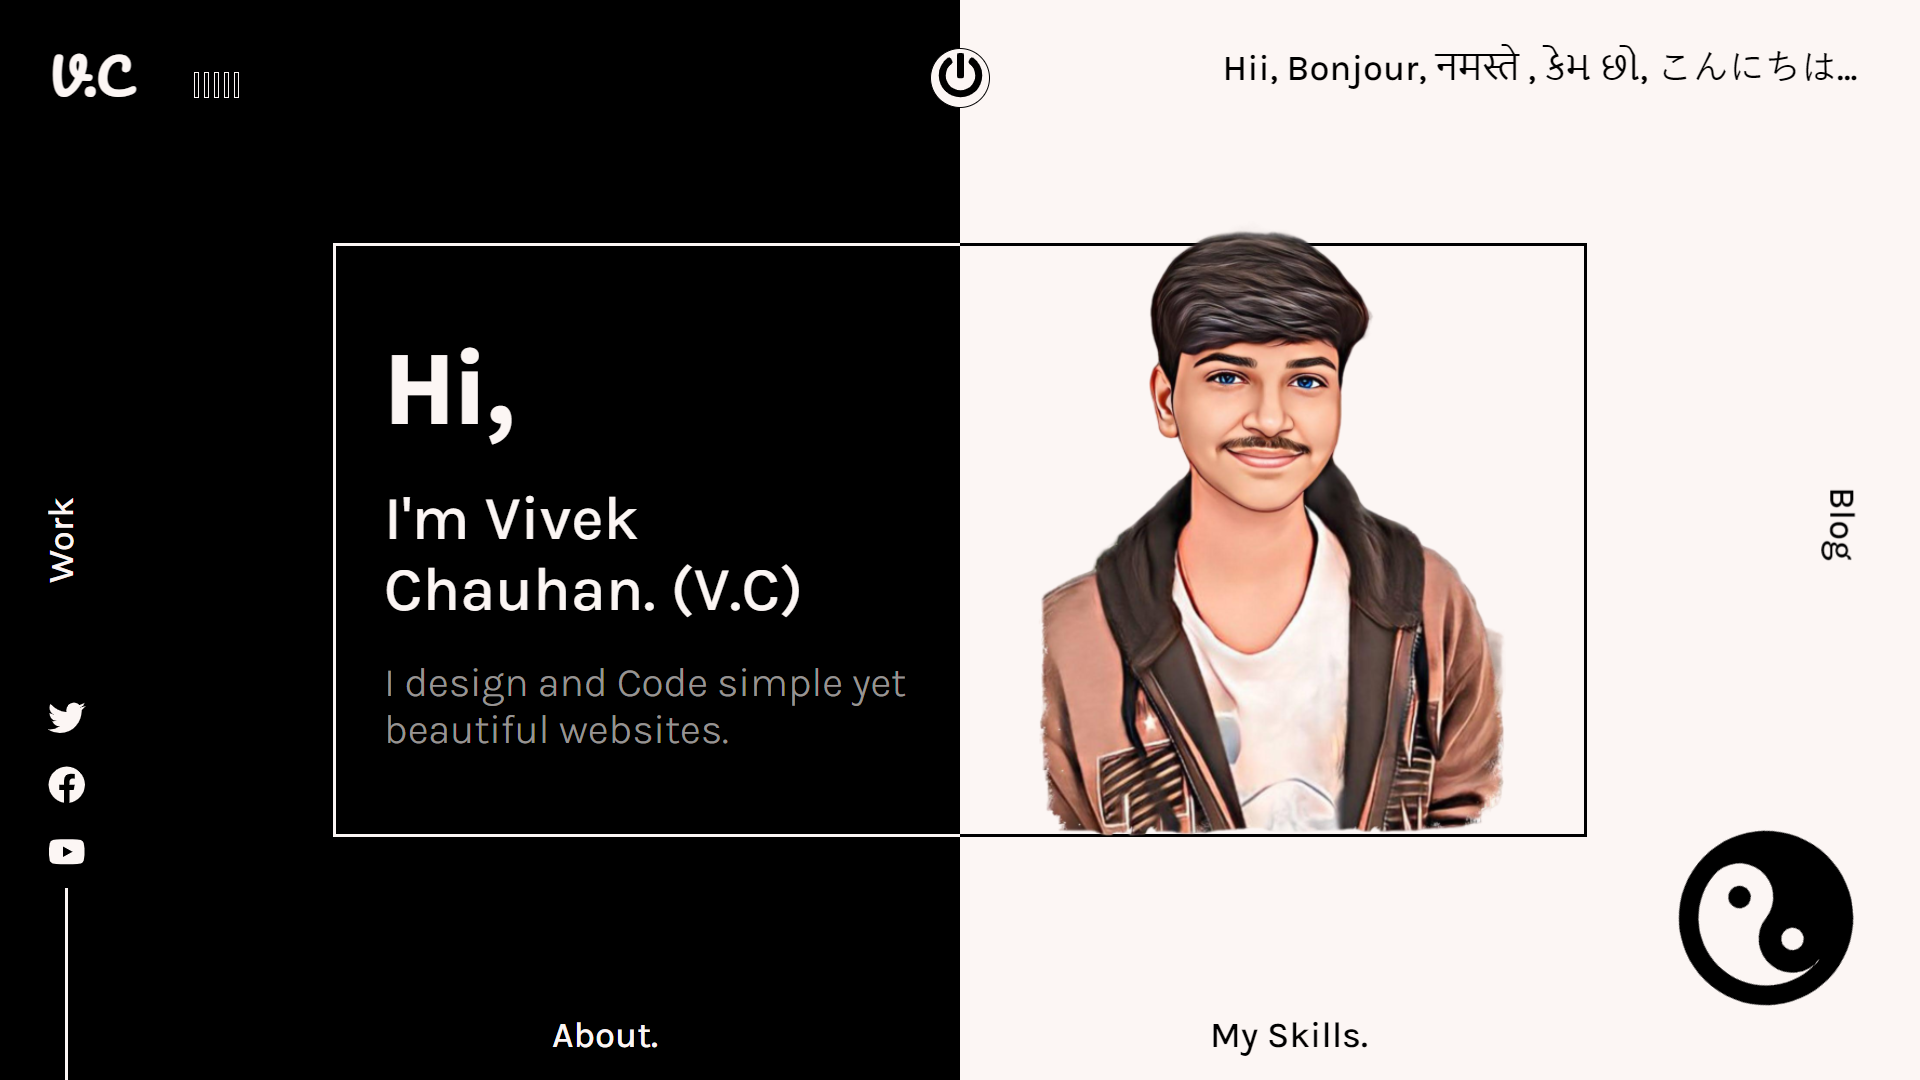 V.C
Hii, Bonjour, नमस्ते , કેમ છો, こんにちは...
Hi,
I'm Vivek
Chauhan. (V.C)
I design and Code simple yet
beautiful websites.
Work
Blog
About.
My Skills.